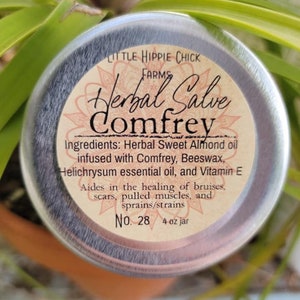 Little Hippie Chick
Farms
Herbal Salve
Comfrey
Ingredients: Herbal Sweet Almond oil
infused with Comfrey, Beeswax,
Helichrysum essential oil, and Vitamin E
Aides in the healing of bruises,
scars, pulled muscles, and
sprains/strains
No. 28 4 oz jar